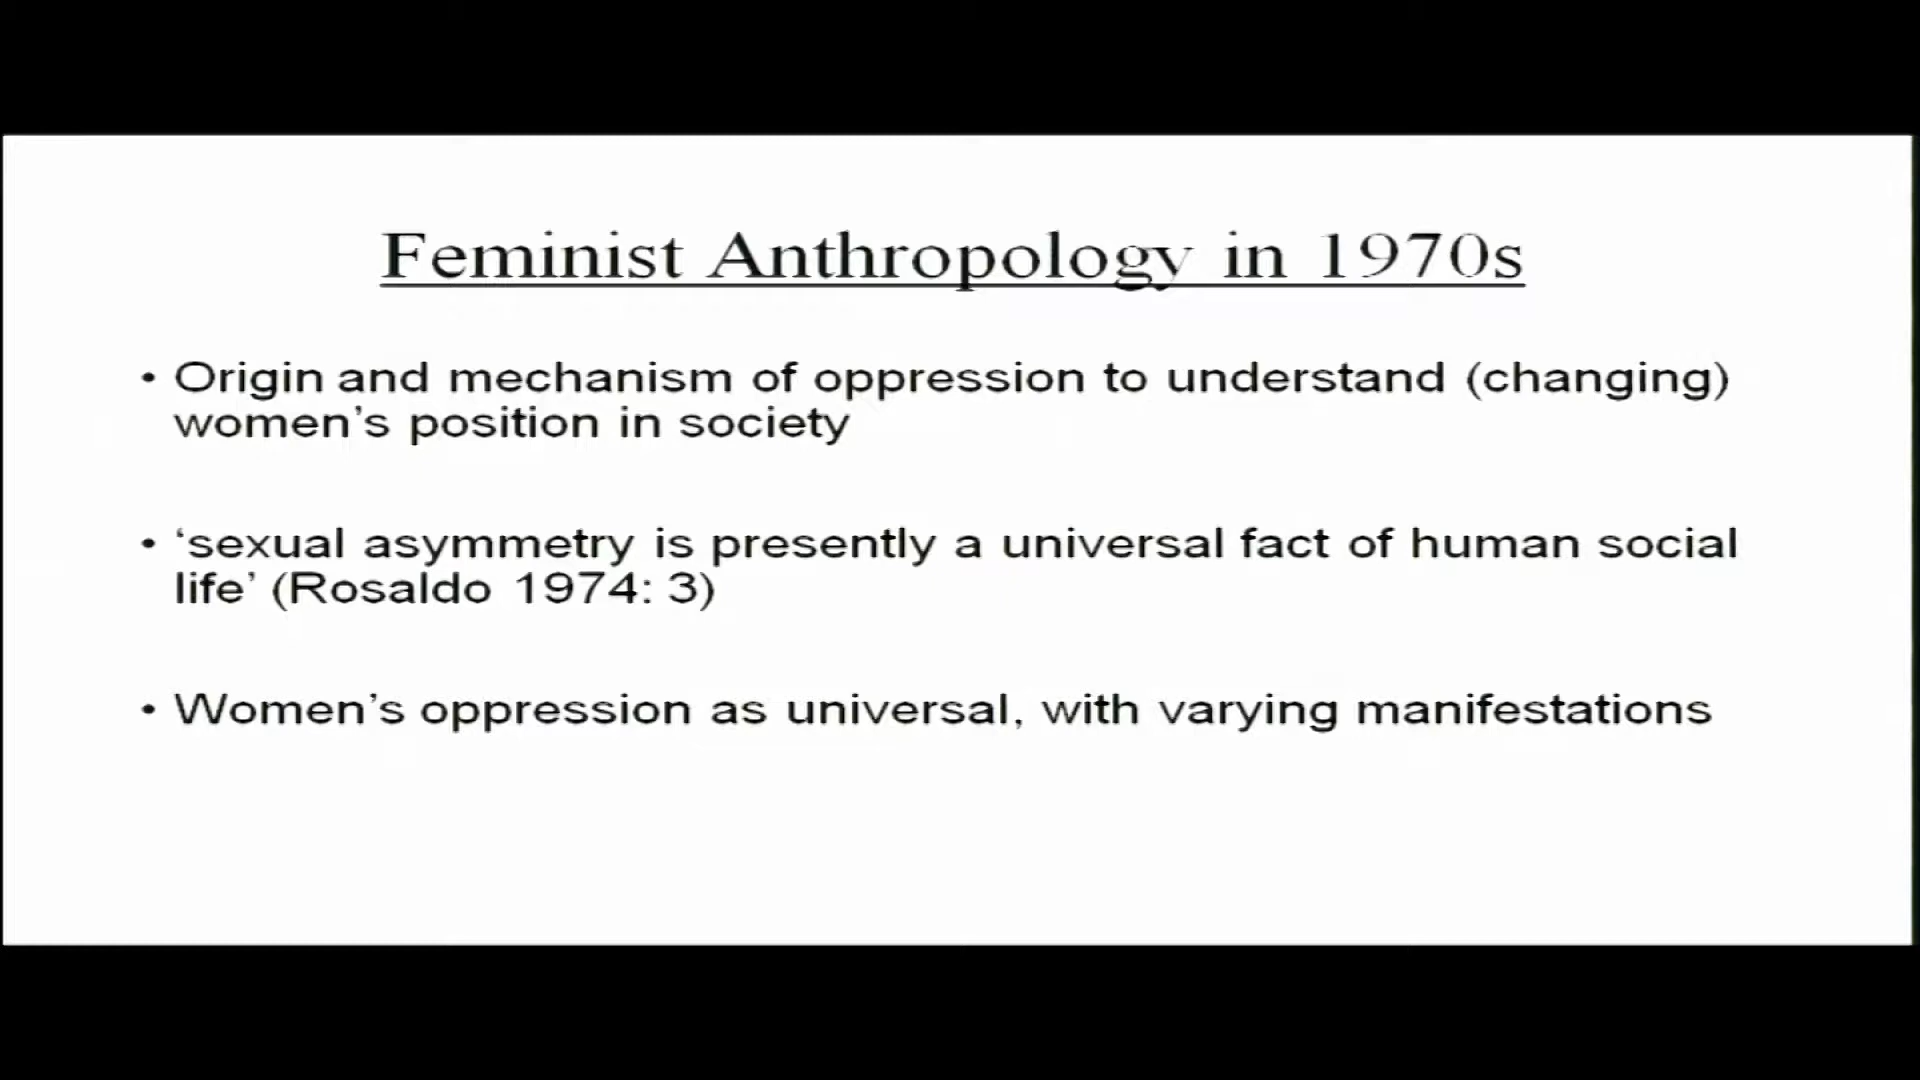 Feminist Anthropology in 1970s
• Origin and mechanism of oppression to understand (changing)
women’s position in society
• ‘sexual asymmetry is presently a universal fact of human social
life’ (Rosaldo 1974: 3)
• Women’s oppression as universal, with varying manifestations